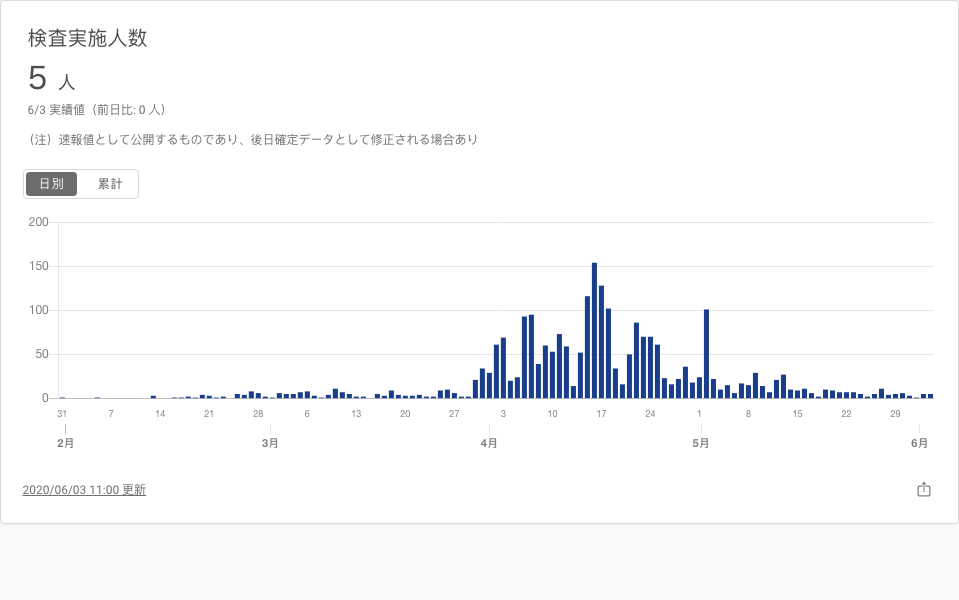 検査実施人数
5 人
6/3 実績値（前日比: 0 人）
（注）速報値として公開するものであり、後日確定データとして修正される場合あり
日別 累計
200
150
100
50
0
31 7 14 21 28 6 13 20 27 3 10 17 24 1 8 15 22 29
2月 3月 4月 5月 6月
2020/06/03 11:00 更新